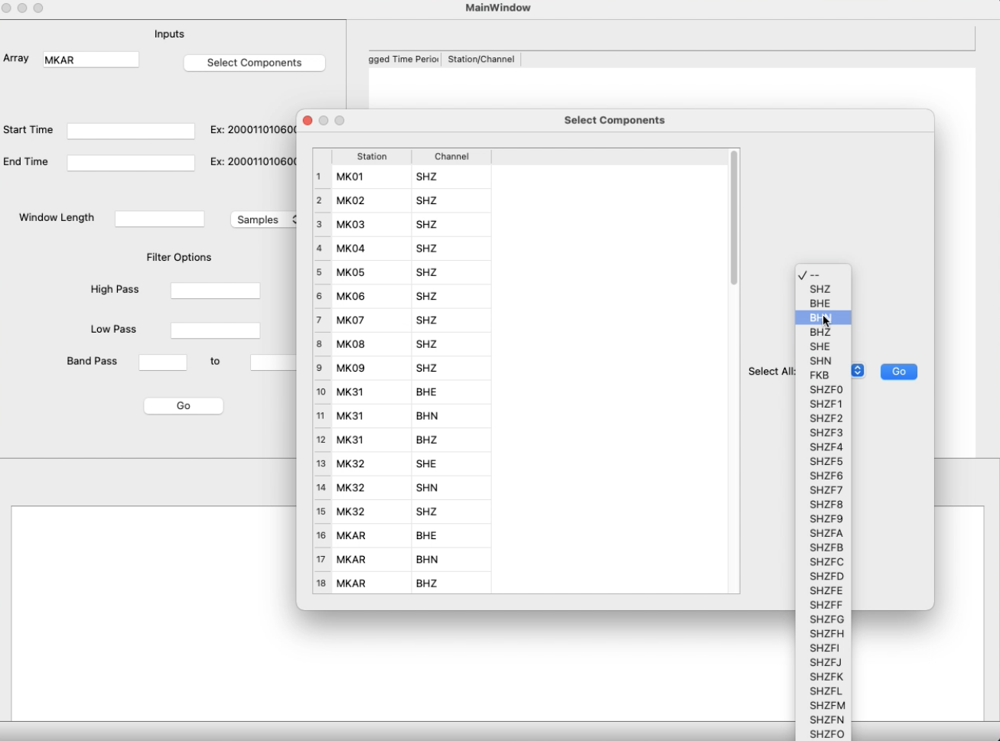 MainWindow
Inputs
Array MKAR Select Components
Start Time Ex: 20001101060
End Time Ex: 20001101060
Window Length Samples
Filter Options
High Pass
Low Pass
Band Pass to
Go
gged Time Period Station/Channel
Select Components
Station Channel
1 MK01 SHZ
2 MK02 SHZ
3 MK03 SHZ
4 MK04 SHZ
5 MK05 SHZ
6 MK06 SHZ
7 MK07 SHZ
8 MK08 SHZ
9 MK09 SHZ
10 MK31 BHE
11 MK31 BHN
12 MK31 BHZ
13 MK32 SHE
14 MK32 SHN
15 MK32 SHZ
16 MKAR BHE
17 MKAR BHN
18 MKAR BHZ
Select All: Go
✓ --
SHZ
BHE
BHN
BHZ
SHE
SHN
FKB
SHZF0
SHZF1
SHZF2
SHZF3
SHZF4
SHZF5
SHZF6
SHZF7
SHZF8
SHZF9
SHZFA
SHZFB
SHZFC
SHZFD
SHZFE
SHZFF
SHZFG
SHZFH
SHZFI
SHZFJ
SHZFK
SHZFL
SHZFM
SHZFN
SHZFO